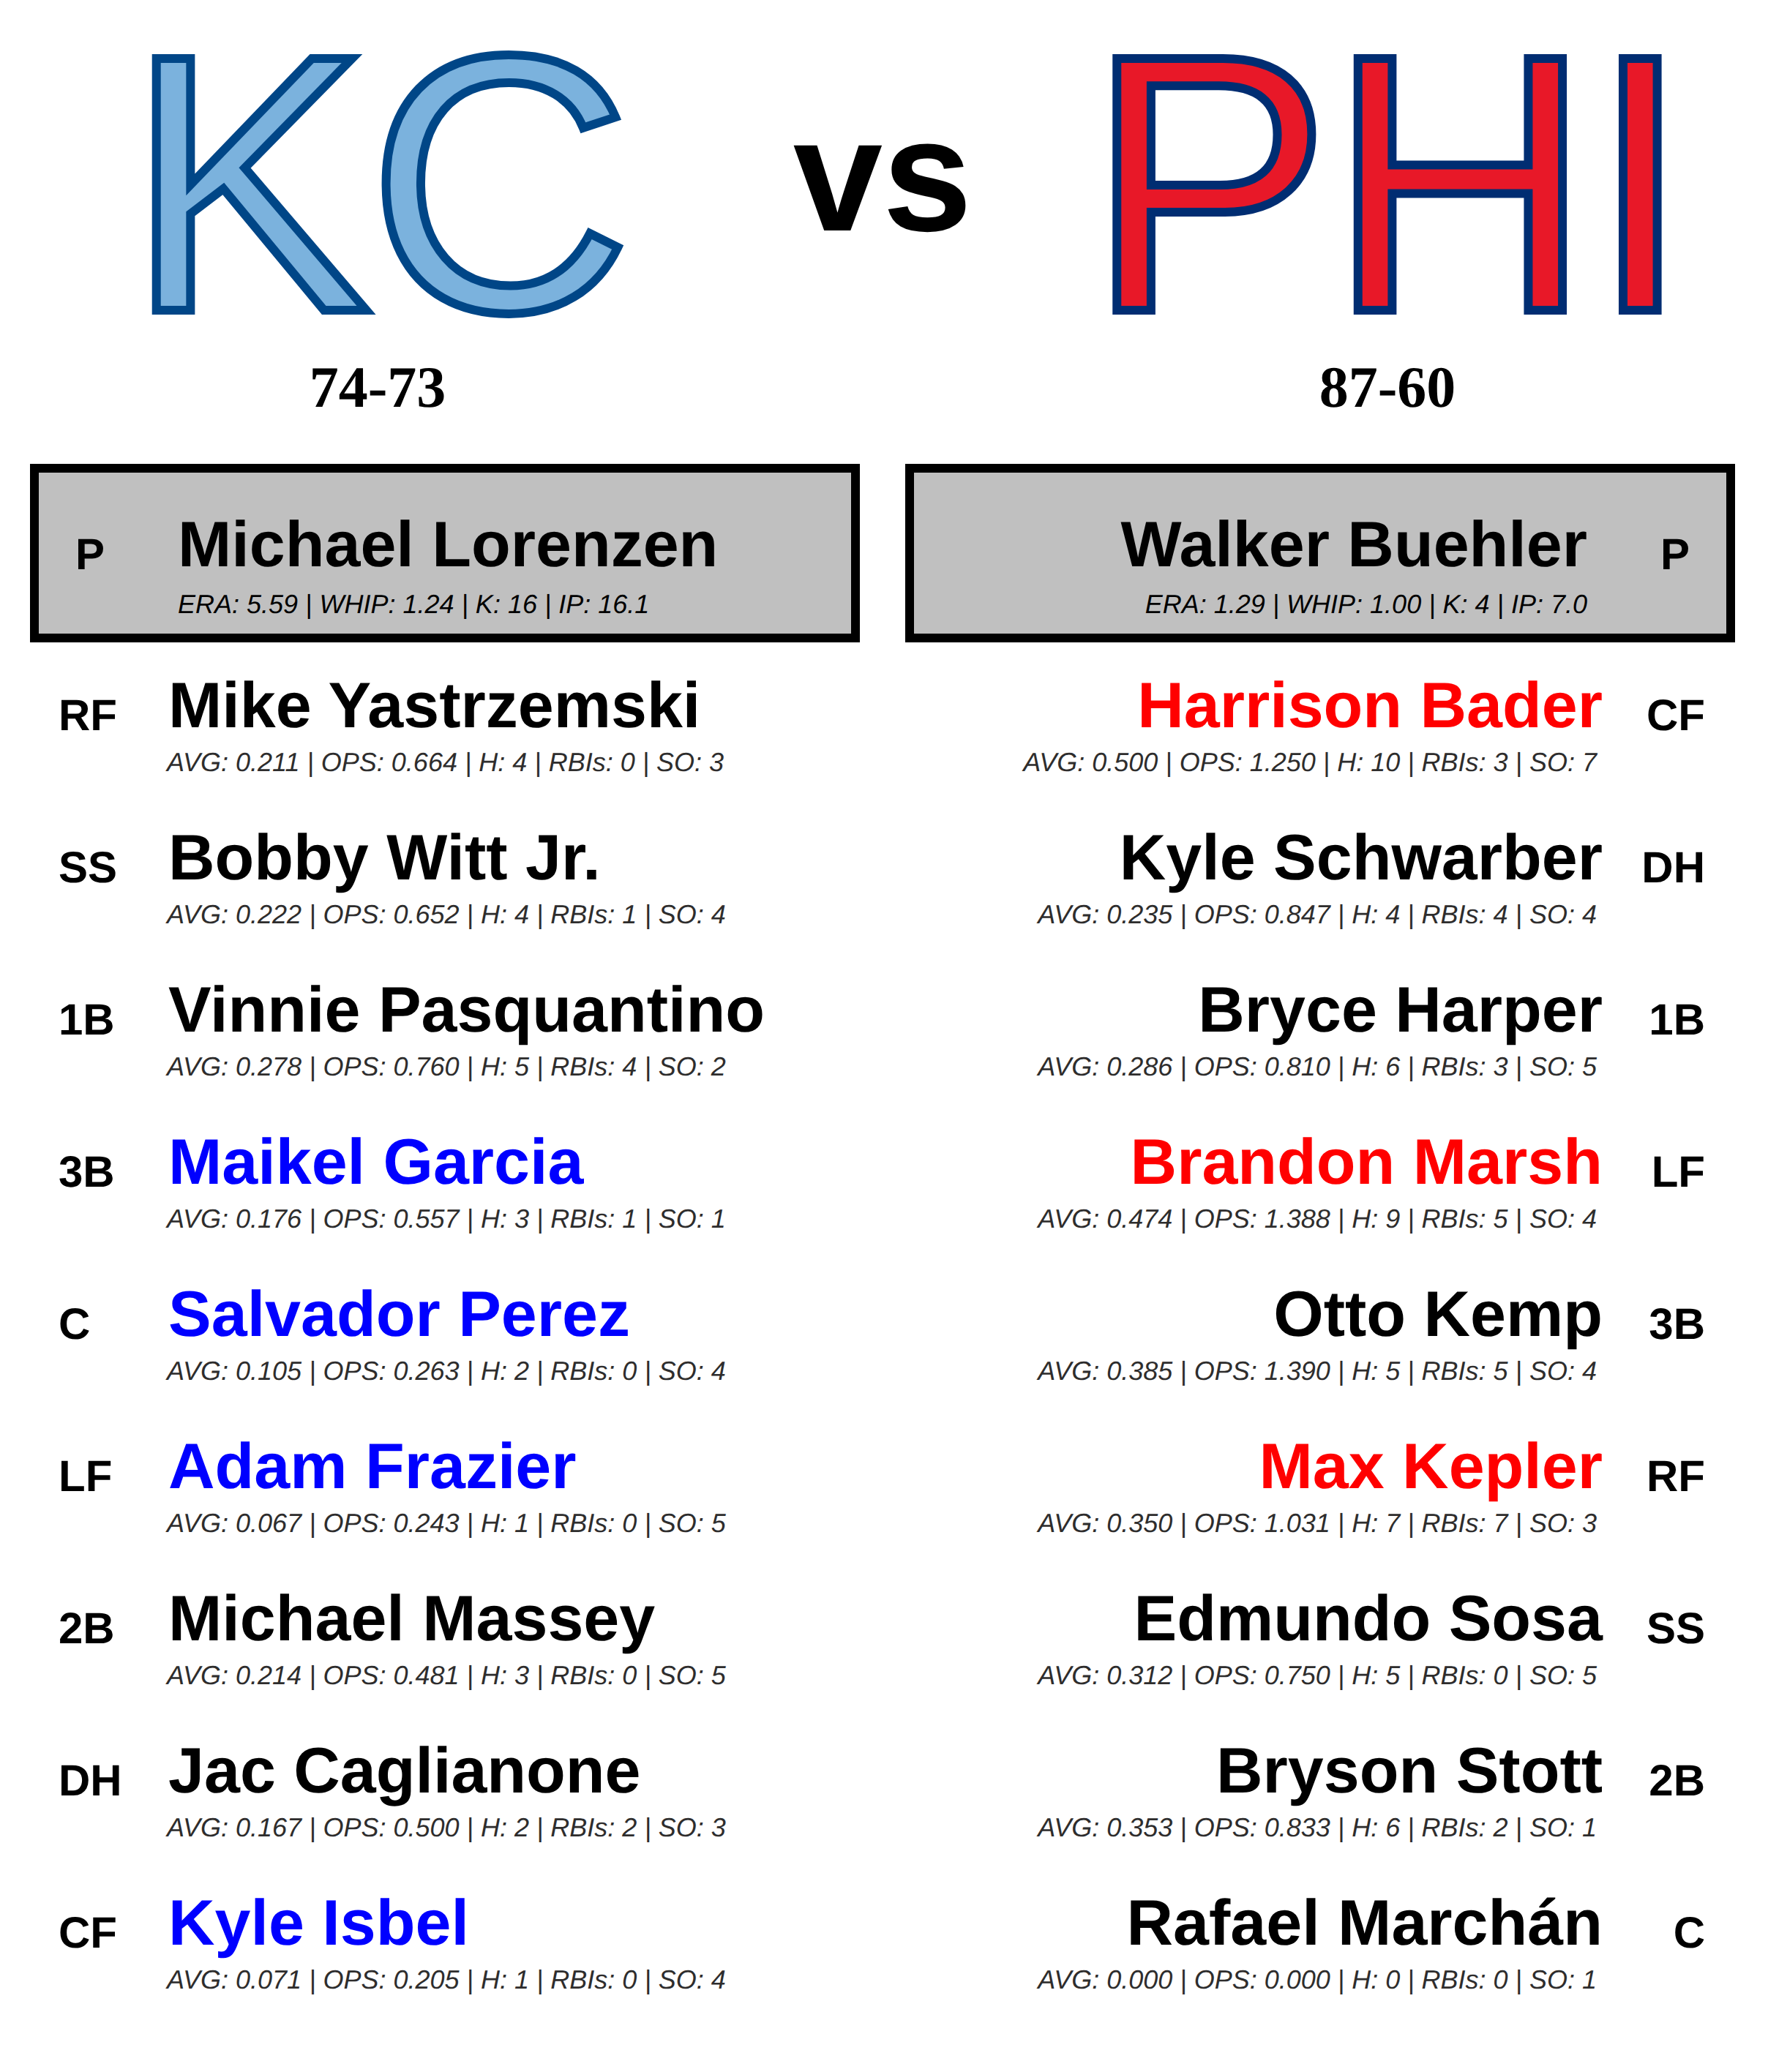 KC vs PHI
74-73 87-60
P Michael Lorenzen
ERA: 5.59 | WHIP: 1.24 | K: 16 | IP: 16.1
Walker Buehler P
ERA: 1.29 | WHIP: 1.00 | K: 4 | IP: 7.0
RF Mike Yastrzemski
AVG: 0.211 | OPS: 0.664 | H: 4 | RBIs: 0 | SO: 3
SS Bobby Witt Jr.
AVG: 0.222 | OPS: 0.652 | H: 4 | RBIs: 1 | SO: 4
1B Vinnie Pasquantino
AVG: 0.278 | OPS: 0.760 | H: 5 | RBIs: 4 | SO: 2
3B Maikel Garcia
AVG: 0.176 | OPS: 0.557 | H: 3 | RBIs: 1 | SO: 1
C Salvador Perez
AVG: 0.105 | OPS: 0.263 | H: 2 | RBIs: 0 | SO: 4
LF Adam Frazier
AVG: 0.067 | OPS: 0.243 | H: 1 | RBIs: 0 | SO: 5
2B Michael Massey
AVG: 0.214 | OPS: 0.481 | H: 3 | RBIs: 0 | SO: 5
DH Jac Caglianone
AVG: 0.167 | OPS: 0.500 | H: 2 | RBIs: 2 | SO: 3
CF Kyle Isbel
AVG: 0.071 | OPS: 0.205 | H: 1 | RBIs: 0 | SO: 4
Harrison Bader CF
AVG: 0.500 | OPS: 1.250 | H: 10 | RBIs: 3 | SO: 7
Kyle Schwarber DH
AVG: 0.235 | OPS: 0.847 | H: 4 | RBIs: 4 | SO: 4
Bryce Harper 1B
AVG: 0.286 | OPS: 0.810 | H: 6 | RBIs: 3 | SO: 5
Brandon Marsh LF
AVG: 0.474 | OPS: 1.388 | H: 9 | RBIs: 5 | SO: 4
Otto Kemp 3B
AVG: 0.385 | OPS: 1.390 | H: 5 | RBIs: 5 | SO: 4
Max Kepler RF
AVG: 0.350 | OPS: 1.031 | H: 7 | RBIs: 7 | SO: 3
Edmundo Sosa SS
AVG: 0.312 | OPS: 0.750 | H: 5 | RBIs: 0 | SO: 5
Bryson Stott 2B
AVG: 0.353 | OPS: 0.833 | H: 6 | RBIs: 2 | SO: 1
Rafael Marchán C
AVG: 0.000 | OPS: 0.000 | H: 0 | RBIs: 0 | SO: 1